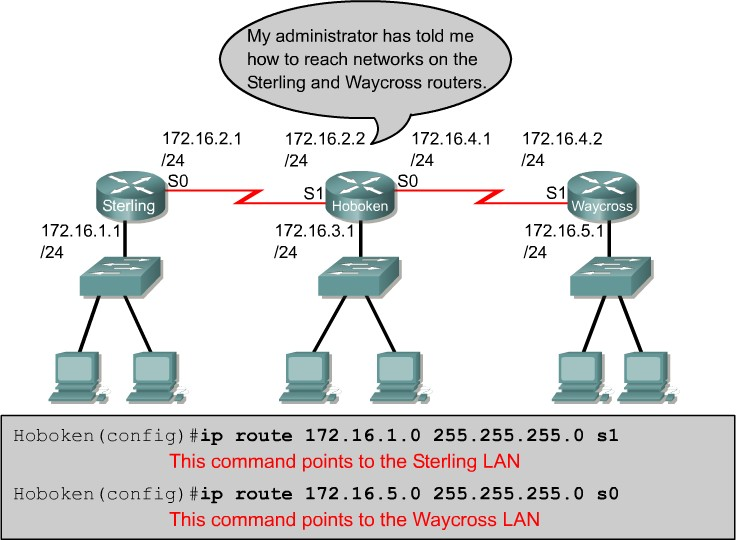 My administrator has told me
how to reach networks on the
Sterling and Waycross routers.
172.16.2.1
/24
172.16.2.2
/24
172.16.4.1
/24
172.16.4.2
/24
S0
S1
S0
S1
Sterling
Hoboken
Waycross
172.16.1.1
/24
172.16.3.1
/24
172.16.5.1
/24
Hoboken(config)#ip route 172.16.1.0 255.255.255.0 s1
This command points to the Sterling LAN
Hoboken(config)#ip route 172.16.5.0 255.255.255.0 s0
This command points to the Waycross LAN